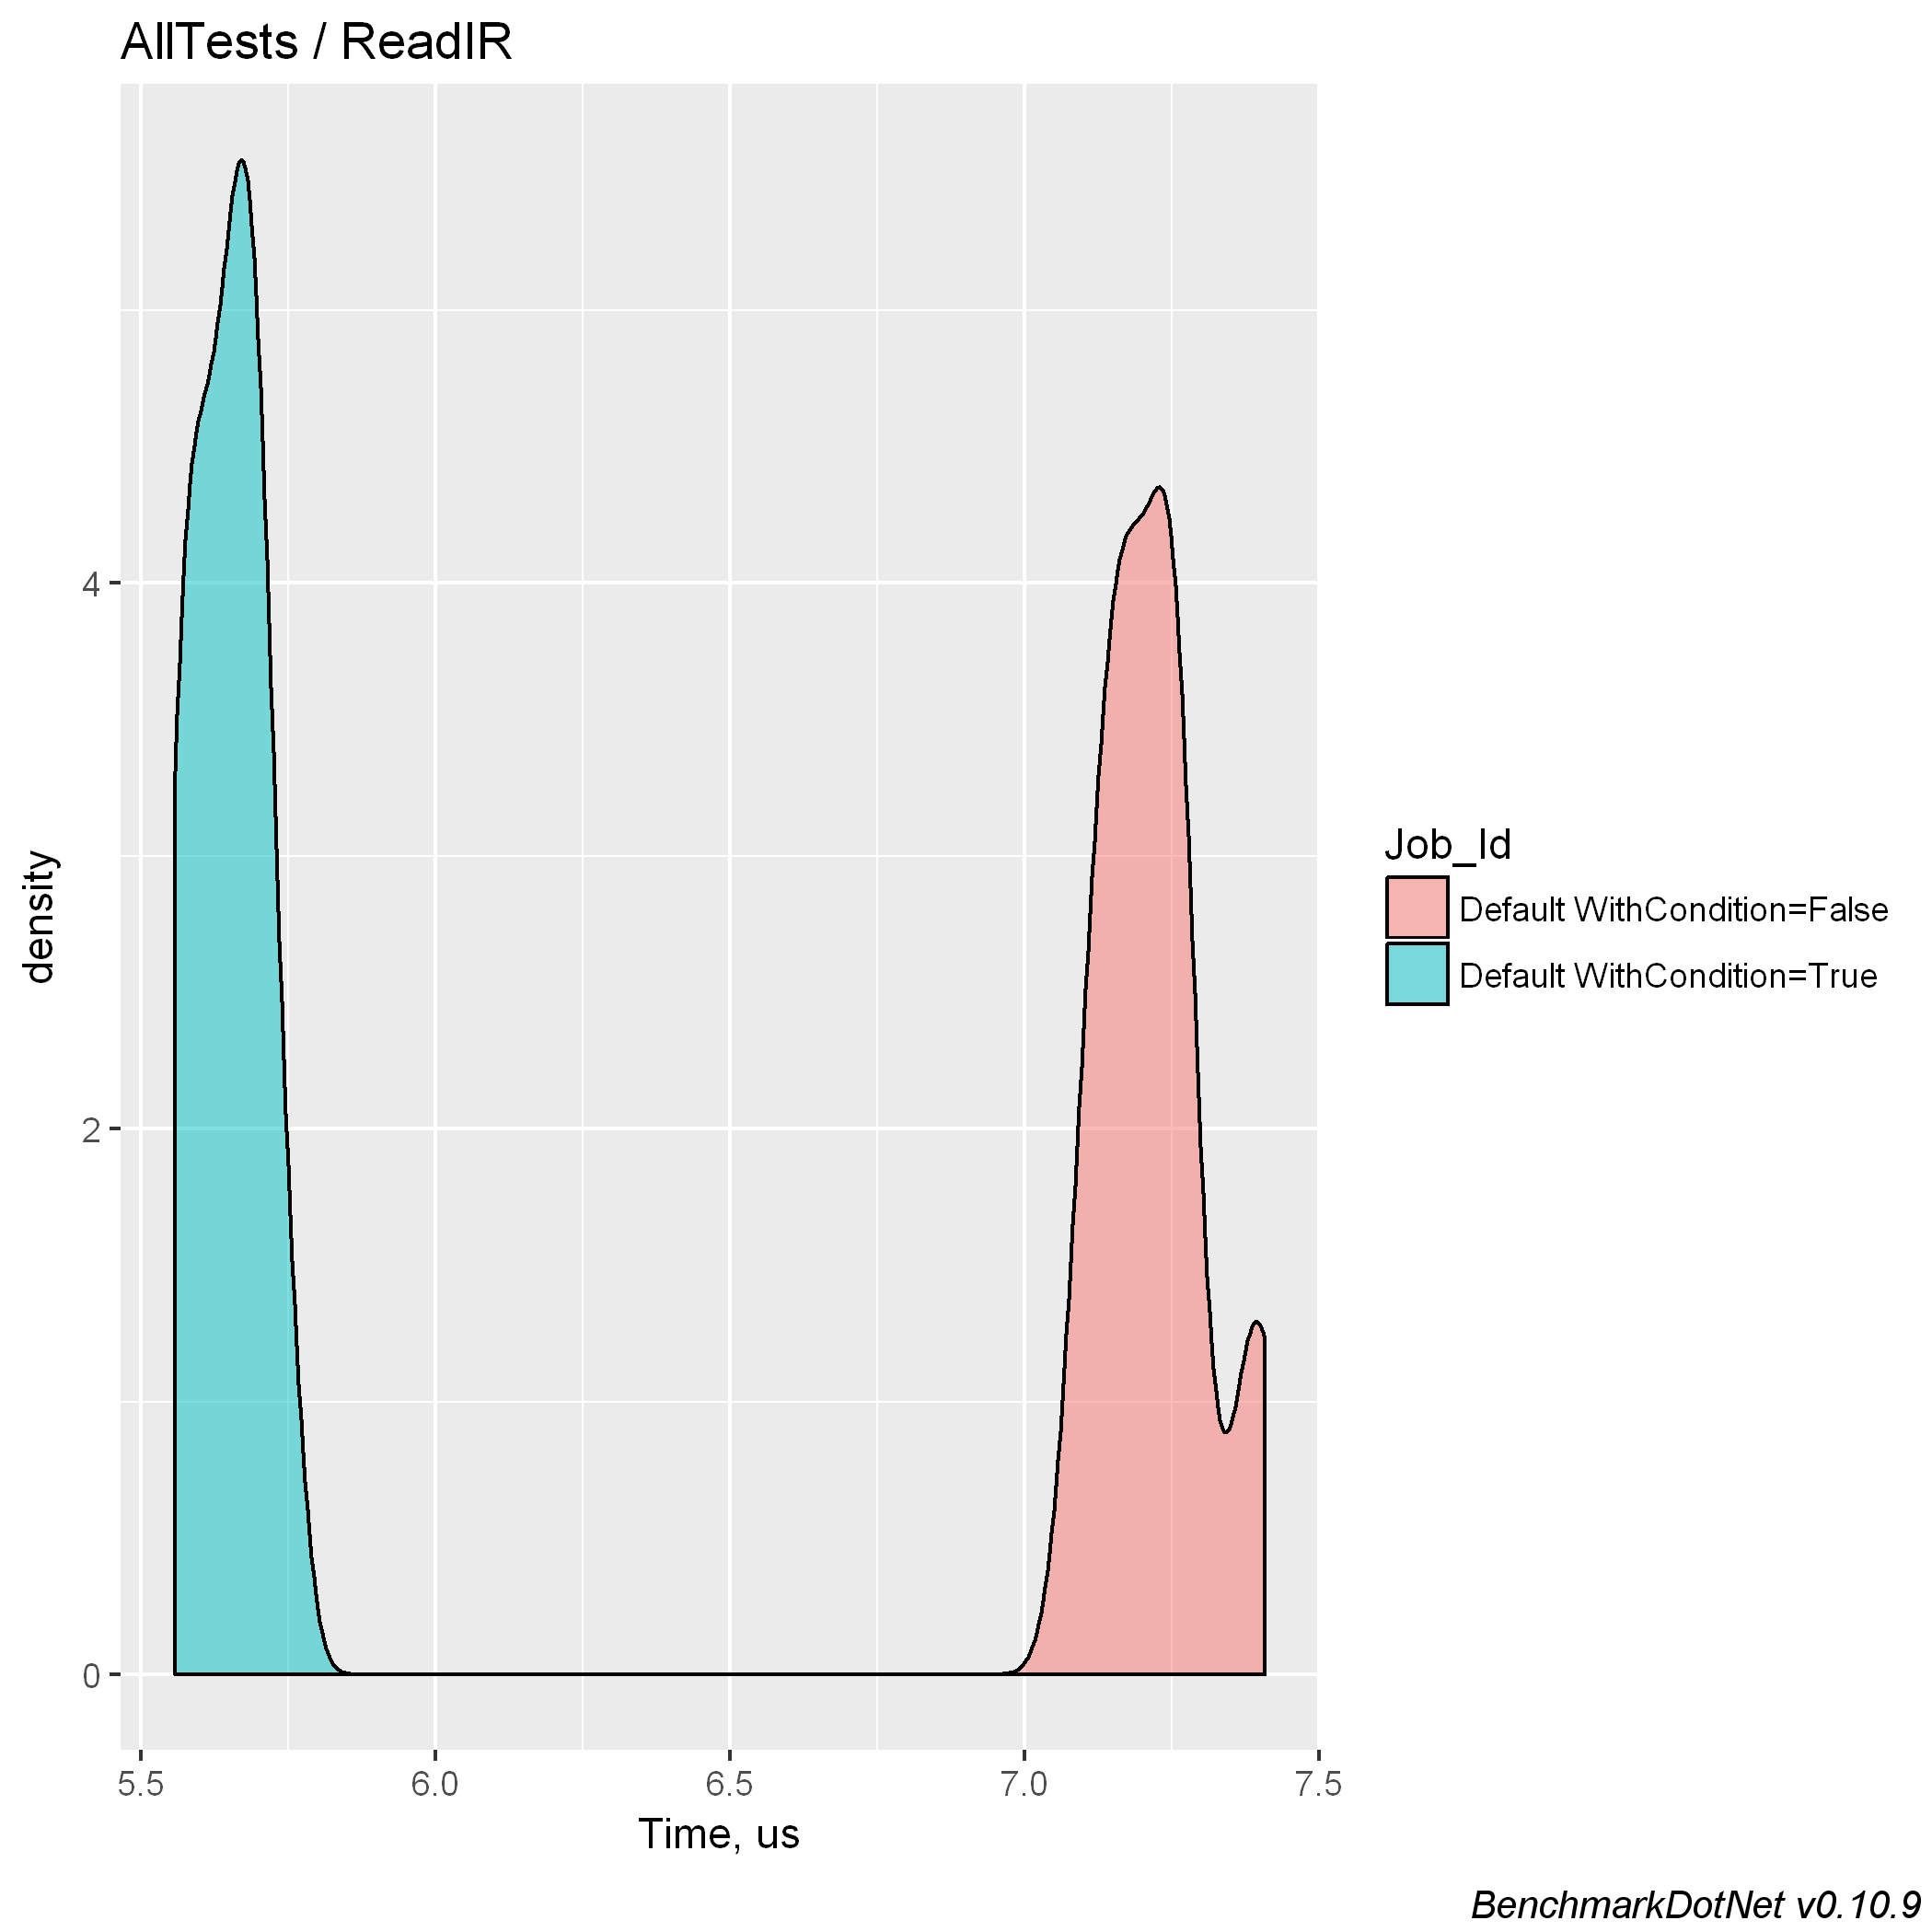 AllTests / ReadIR
density
4
2
0
5.5 6.0 6.5 7.0 7.5
Time, us
Job_Id
Default WithCondition=False
Default WithCondition=True
BenchmarkDotNet v0.10.9